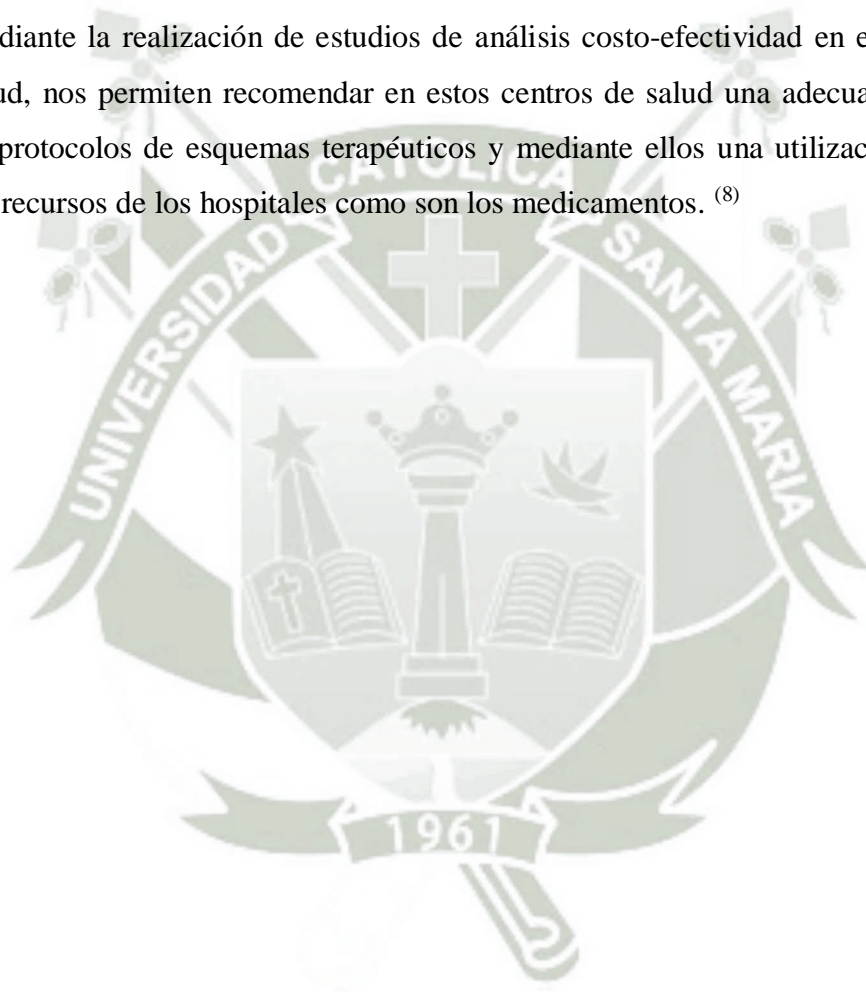 diante la realización de estudios de análisis costo-efectividad en e
ud, nos permiten recomendar en estos centros de salud una adecua
protocolos de esquemas terapéuticos y mediante ellos una utilizac
recursos de los hospitales como son los medicamentos. (8)
UNIVERSIDAD CATOLICA SANTA MARIA
1961